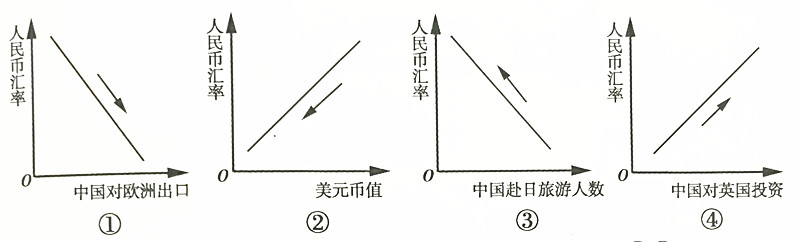 人民币汇率
O
中国对欧洲出口
①
人民币汇率
O
美元币值
②
人民币汇率
O
中国赴日旅游人数
③
人民币汇率
O
中国对英国投资
④